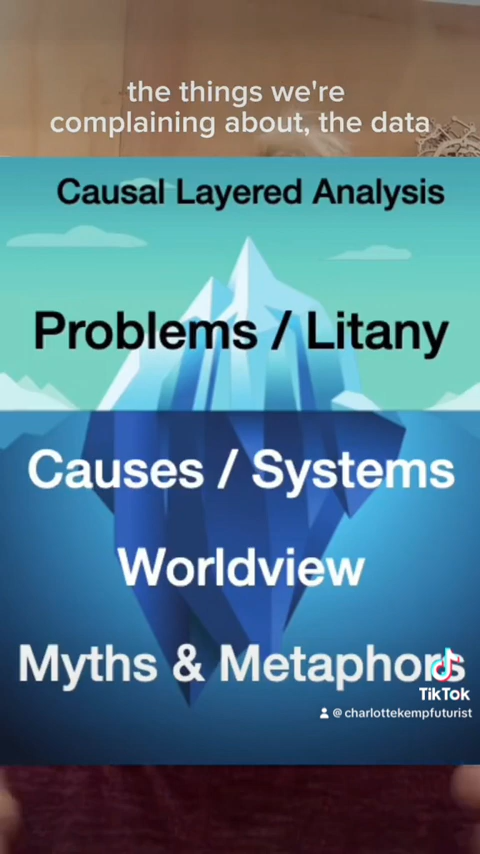 the things we're
complaining about, the data
Causal Layered Analysis
Problems / Litany
Causes / Systems
Worldview
Myths & Metaphors
TikTok
@charlottekempfuturist